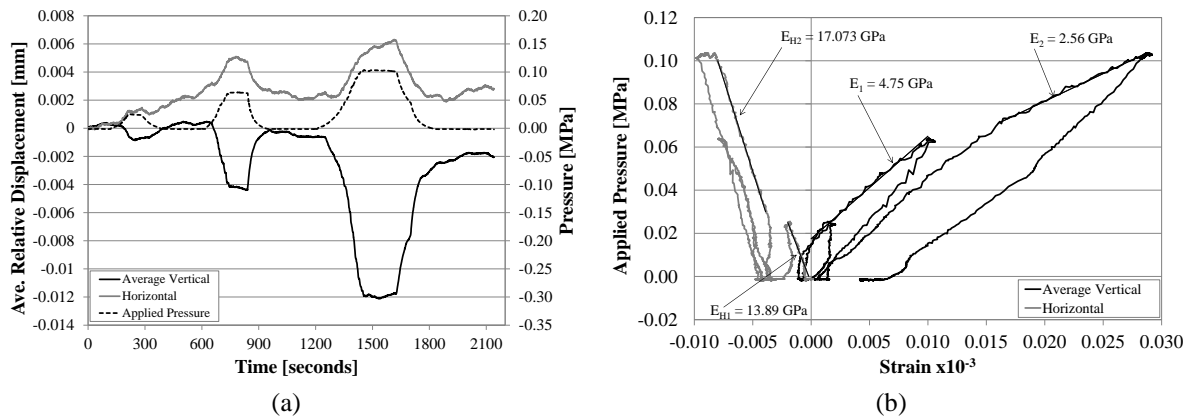 0.008
0.006
0.004
0.002
0
-0.002
-0.004
-0.006
-0.008
-0.01
-0.012
-0.014
Ave. Relative Displacement [mm]
0.20
0.15
0.10
0.05
0.00
-0.05
-0.10
-0.15
-0.20
-0.25
-0.30
-0.35
Pressure [MPa]
Average Vertical
Horizontal
Applied Pressure
0 300 600 900 1200 1500 1800 2100
Time [seconds]
(a)
0.12
0.10
0.08
0.06
0.04
0.02
0.00
-0.02
Applied Pressure [MPa]
E_H2 = 17.073 GPa
E_2 = 2.56 GPa
E_1 = 4.75 GPa
E_H1 = 13.89 GPa
Average Vertical
Horizontal
-0.010 -0.005 0.000 0.005 0.010 0.015 0.020 0.025 0.030
Strain x10⁻³
(b)